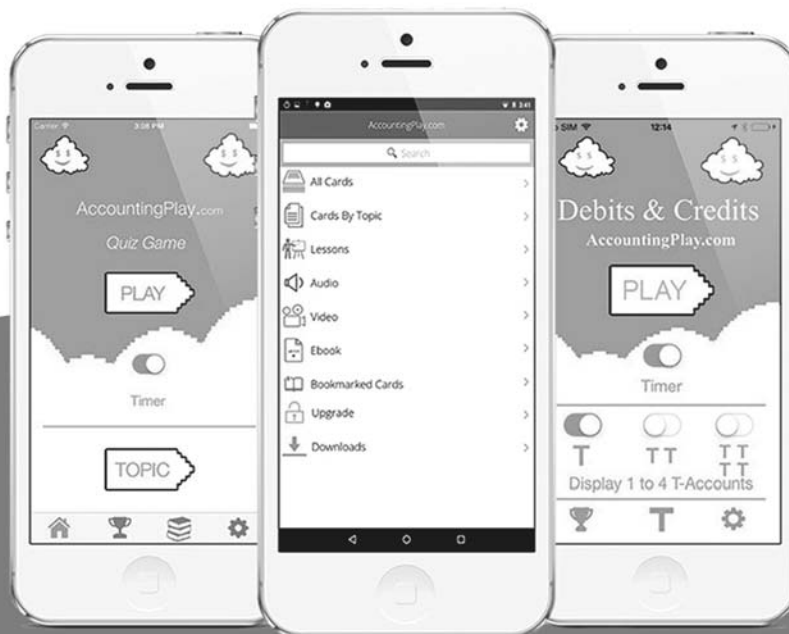 Carrier 3:08 PM
AccountingPlay.com
Quiz Game
PLAY
Timer
TOPIC
3:41
AccountingPlay.com
Search
All Cards
Cards By Topic
Lessons
Audio
Video
Ebook
Bookmarked Cards
Upgrade
Downloads
SIM 12:14
$ $
$ $
Debits & Credits
AccountingPlay.com
PLAY
Timer
T
T T
T T
T T
Display 1 to 4 T-Accounts
T